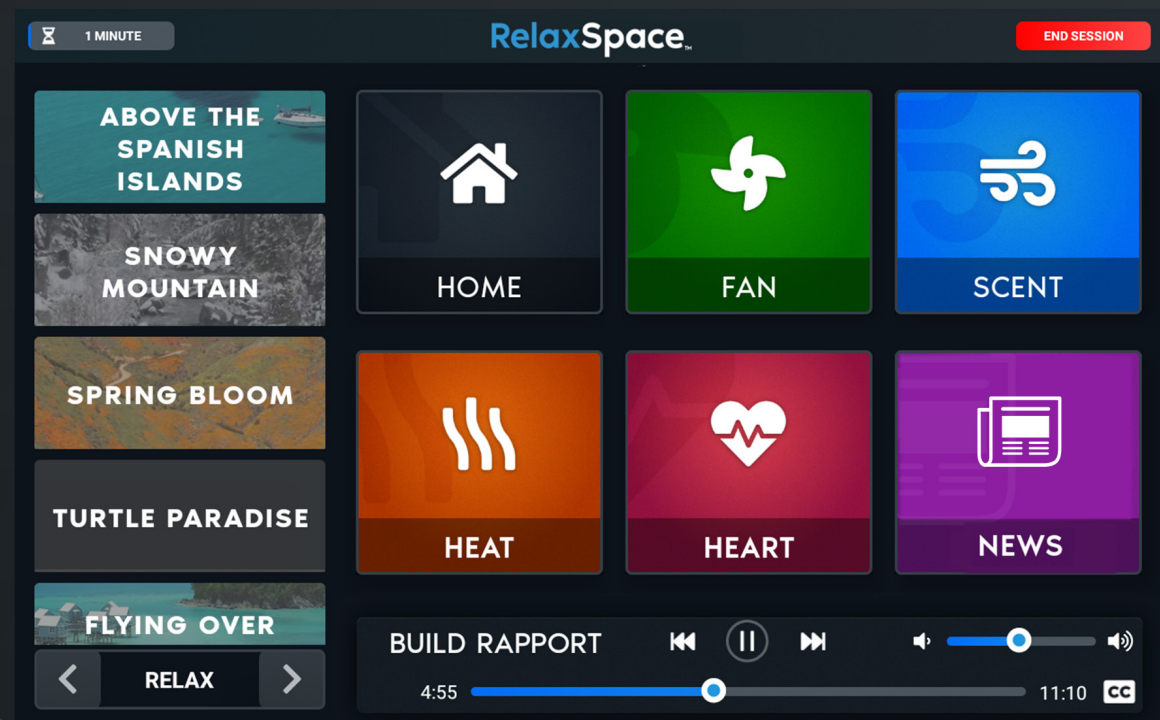 1 MINUTE
RelaxSpace™
END SESSION
ABOVE THE
SPANISH
ISLANDS
SNOWY
MOUNTAIN
SPRING BLOOM
TURTLE PARADISE
FLYING OVER
RELAX
HOME
FAN
SCENT
HEAT
HEART
NEWS
BUILD RAPPORT
4:55
11:10
CC